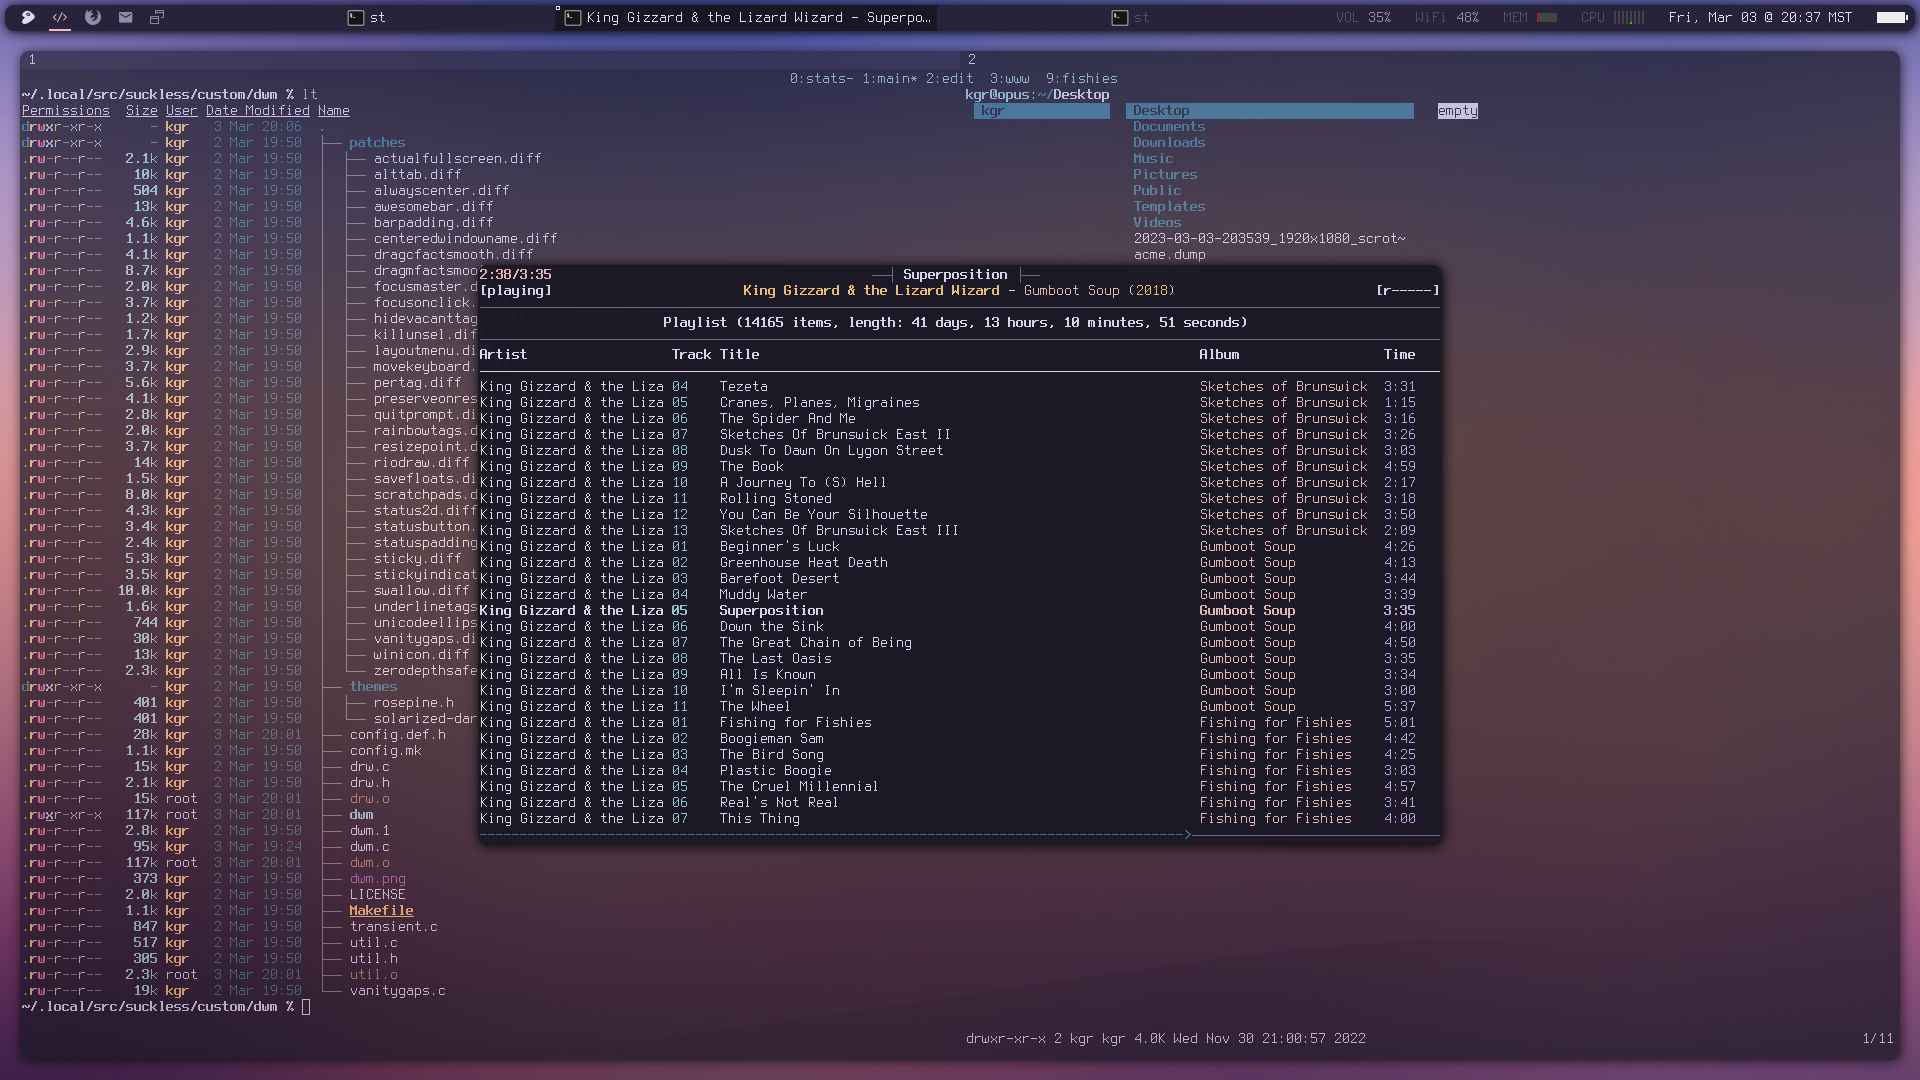 st
King Gizzard & the Lizard Wizard - Superpo…
st
VOL 35% WiFi 48% MEM CPU Fri, Mar 03 @ 20:37 MST
1
2
0:stats- 1:main* 2:edit 3:www 9:fishies
~/.local/src/suckless/custom/dwm % lt
Permissions Size User Date Modified Name
drwxr-xr-x - kgr 3 Mar 20:06 .
drwxr-xr-x - kgr 2 Mar 19:50 ├── patches
.rw-r--r-- 2.1k kgr 2 Mar 19:50 │ ├── actualfullscreen.diff
.rw-r--r-- 10k kgr 2 Mar 19:50 │ ├── alttab.diff
.rw-r--r-- 504 kgr 2 Mar 19:50 │ ├── alwayscenter.diff
.rw-r--r-- 13k kgr 2 Mar 19:50 │ ├── awesomebar.diff
.rw-r--r-- 4.6k kgr 2 Mar 19:50 │ ├── barpadding.diff
.rw-r--r-- 1.1k kgr 2 Mar 19:50 │ ├── centeredwindowname.diff
.rw-r--r-- 4.1k kgr 2 Mar 19:50 │ ├── dragcfactsmooth.diff
.rw-r--r-- 8.7k kgr 2 Mar 19:50 │ ├── dragmfactsmoo
.rw-r--r-- 2.0k kgr 2 Mar 19:50 │ ├── focusmaster.d
.rw-r--r-- 3.7k kgr 2 Mar 19:50 │ ├── focusonclick.
.rw-r--r-- 1.2k kgr 2 Mar 19:50 │ ├── hidevacanttag
.rw-r--r-- 1.7k kgr 2 Mar 19:50 │ ├── killunsel.dif
.rw-r--r-- 2.9k kgr 2 Mar 19:50 │ ├── layoutmenu.di
.rw-r--r-- 3.7k kgr 2 Mar 19:50 │ ├── movekeyboard.
.rw-r--r-- 5.6k kgr 2 Mar 19:50 │ ├── pertag.diff
.rw-r--r-- 4.1k kgr 2 Mar 19:50 │ ├── preserveonres
.rw-r--r-- 2.8k kgr 2 Mar 19:50 │ ├── quitprompt.di
.rw-r--r-- 2.0k kgr 2 Mar 19:50 │ ├── rainbowtags.d
.rw-r--r-- 3.7k kgr 2 Mar 19:50 │ ├── resizepoint.d
.rw-r--r-- 14k kgr 2 Mar 19:50 │ ├── riodraw.diff
.rw-r--r-- 1.5k kgr 2 Mar 19:50 │ ├── savefloats.di
.rw-r--r-- 8.0k kgr 2 Mar 19:50 │ ├── scratchpads.d
.rw-r--r-- 4.3k kgr 2 Mar 19:50 │ ├── status2d.diff
.rw-r--r-- 3.4k kgr 2 Mar 19:50 │ ├── statusbutton.
.rw-r--r-- 2.4k kgr 2 Mar 19:50 │ ├── statuspadding
.rw-r--r-- 5.3k kgr 2 Mar 19:50 │ ├── sticky.diff
.rw-r--r-- 3.5k kgr 2 Mar 19:50 │ ├── stickyindicat
.rw-r--r-- 10.0k kgr 2 Mar 19:50 │ ├── swallow.diff
.rw-r--r-- 1.6k kgr 2 Mar 19:50 │ ├── underlinetags
.rw-r--r-- 744 kgr 2 Mar 19:50 │ ├── unicodeellips
.rw-r--r-- 30k kgr 2 Mar 19:50 │ ├── vanitygaps.di
.rw-r--r-- 13k kgr 2 Mar 19:50 │ ├── winicon.diff
.rw-r--r-- 2.3k kgr 2 Mar 19:50 │ └── zerodepthsafe
drwxr-xr-x - kgr 2 Mar 19:50 ├── themes
.rw-r--r-- 401 kgr 2 Mar 19:50 │ ├── rosepine.h
.rw-r--r-- 401 kgr 2 Mar 19:50 │ └── solarized-dar
.rw-r--r-- 28k kgr 3 Mar 20:01 ├── config.def.h
.rw-r--r-- 1.1k kgr 2 Mar 19:50 ├── config.mk
.rw-r--r-- 15k kgr 2 Mar 19:50 ├── drw.c
.rw-r--r-- 2.1k kgr 2 Mar 19:50 ├── drw.h
.rw-r--r-- 15k root 3 Mar 20:01 ├── drw.o
.rwxr-xr-x 117k root 3 Mar 20:01 ├── dwm
.rw-r--r-- 2.8k kgr 2 Mar 19:50 ├── dwm.1
.rw-r--r-- 95k kgr 3 Mar 19:24 ├── dwm.c
.rw-r--r-- 117k root 3 Mar 20:01 ├── dwm.o
.rw-r--r-- 373 kgr 2 Mar 19:50 ├── dwm.png
.rw-r--r-- 2.0k kgr 2 Mar 19:50 ├── LICENSE
.rw-r--r-- 1.1k kgr 2 Mar 19:50 ├── Makefile
.rw-r--r-- 847 kgr 2 Mar 19:50 ├── transient.c
.rw-r--r-- 517 kgr 2 Mar 19:50 ├── util.c
.rw-r--r-- 305 kgr 2 Mar 19:50 ├── util.h
.rw-r--r-- 2.3k root 3 Mar 20:01 ├── util.o
.rw-r--r-- 19k kgr 2 Mar 19:50 └── vanitygaps.c
~/.local/src/suckless/custom/dwm %
kgr@opus:~/Desktop
kgr
Desktop
empty
Documents
Downloads
Music
Pictures
Public
Templates
Videos
2023-03-03-203539_1920x1080_scrot~
acme.dump
2:38/3:35 ──┤ Superposition ├──
[playing] King Gizzard & the Lizard Wizard - Gumboot Soup (2018) [r-----]
Playlist (14165 items, length: 41 days, 13 hours, 10 minutes, 51 seconds)
Artist Track Title Album Time
King Gizzard & the Liza 04 Tezeta Sketches of Brunswick 3:31
King Gizzard & the Liza 05 Cranes, Planes, Migraines Sketches of Brunswick 1:15
King Gizzard & the Liza 06 The Spider And Me Sketches of Brunswick 3:16
King Gizzard & the Liza 07 Sketches Of Brunswick East II Sketches of Brunswick 3:26
King Gizzard & the Liza 08 Dusk To Dawn On Lygon Street Sketches of Brunswick 3:03
King Gizzard & the Liza 09 The Book Sketches of Brunswick 4:59
King Gizzard & the Liza 10 A Journey To (S) Hell Sketches of Brunswick 2:17
King Gizzard & the Liza 11 Rolling Stoned Sketches of Brunswick 3:18
King Gizzard & the Liza 12 You Can Be Your Silhouette Sketches of Brunswick 3:50
King Gizzard & the Liza 13 Sketches Of Brunswick East III Sketches of Brunswick 2:09
King Gizzard & the Liza 01 Beginner's Luck Gumboot Soup 4:26
King Gizzard & the Liza 02 Greenhouse Heat Death Gumboot Soup 4:13
King Gizzard & the Liza 03 Barefoot Desert Gumboot Soup 3:44
King Gizzard & the Liza 04 Muddy Water Gumboot Soup 3:39
King Gizzard & the Liza 05 Superposition Gumboot Soup 3:35
King Gizzard & the Liza 06 Down the Sink Gumboot Soup 4:00
King Gizzard & the Liza 07 The Great Chain of Being Gumboot Soup 4:50
King Gizzard & the Liza 08 The Last Oasis Gumboot Soup 3:35
King Gizzard & the Liza 09 All Is Known Gumboot Soup 3:34
King Gizzard & the Liza 10 I'm Sleepin' In Gumboot Soup 3:00
King Gizzard & the Liza 11 The Wheel Gumboot Soup 5:37
King Gizzard & the Liza 01 Fishing for Fishies Fishing for Fishies 5:01
King Gizzard & the Liza 02 Boogieman Sam Fishing for Fishies 4:42
King Gizzard & the Liza 03 The Bird Song Fishing for Fishies 4:25
King Gizzard & the Liza 04 Plastic Boogie Fishing for Fishies 3:03
King Gizzard & the Liza 05 The Cruel Millennial Fishing for Fishies 4:57
King Gizzard & the Liza 06 Real's Not Real Fishing for Fishies 3:41
King Gizzard & the Liza 07 This Thing Fishing for Fishies 4:00
drwxr-xr-x 2 kgr kgr 4.0K Wed Nov 30 21:00:57 2022 1/11